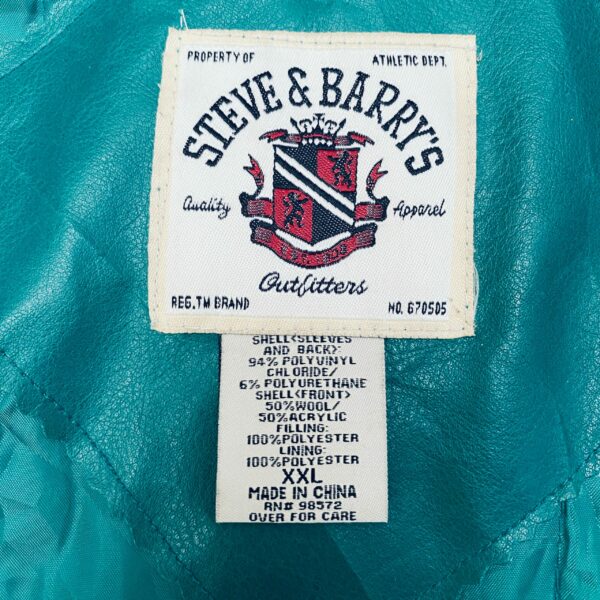 PROPERTY OF ATHLETIC DEPT.
STEVE & BARRY'S
Quality Apparel
Outfitters
REG.TM BRAND NO. 670505
SHELL(SLEEVES
AND BACK):
94% POLYVINYL
CHLORIDE/
6% POLYURETHANE
SHELL(FRONT)
50%WOOL/
50%ACRYLIC
FILLING:
100%POLYESTER
LINING:
100%POLYESTER
XXL
MADE IN CHINA
RN# 98572
OVER FOR CARE